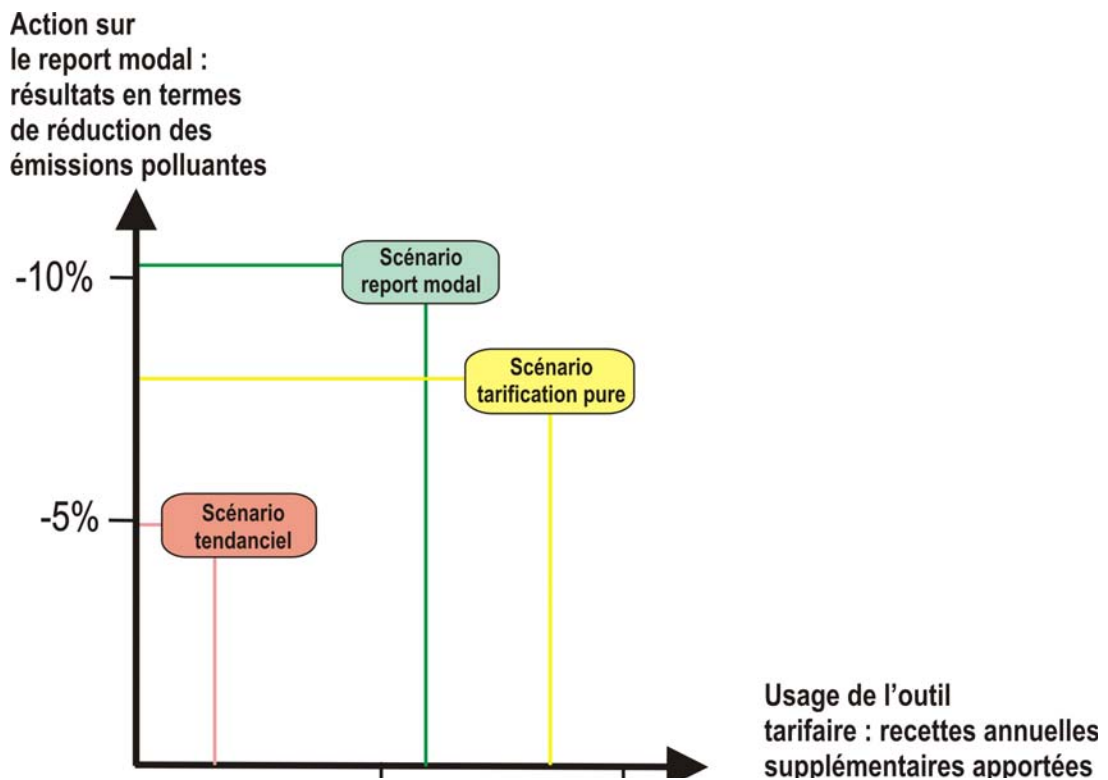 Action sur
le report modal :
résultats en termes
de réduction des
émissions polluantes
-10%
Scénario
report modal
Scénario
tarification pure
-5%
Scénario
tendanciel
Usage de l'outil
tarifaire : recettes annuelles
supplémentaires apportées